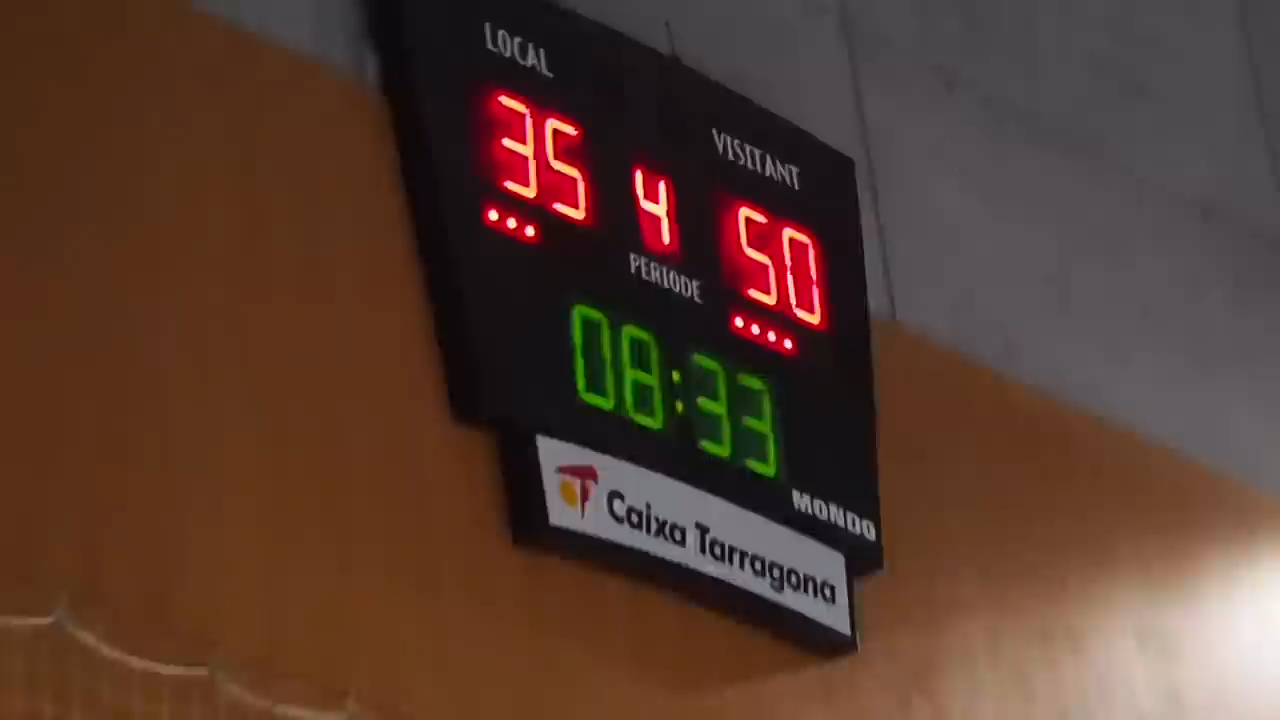 LOCAL
VISITANT
35
4
50
PERIODE
08:33
MONDO
Caixa Tarragona